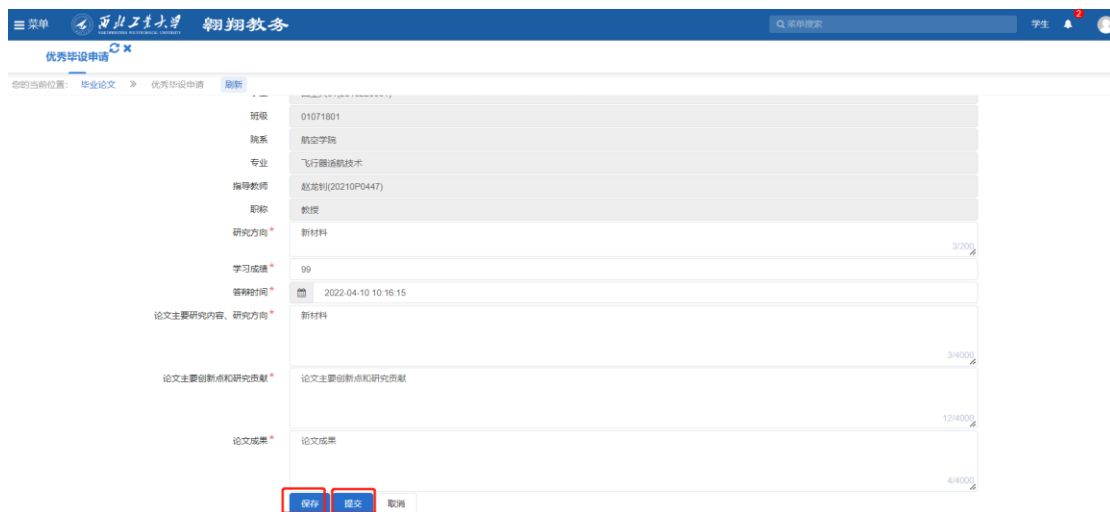 菜单 西北工业大学 翱翔教务 菜单搜索 学生 2
NORTHWESTERN POLYTECHNICAL UNIVERSITY
优秀毕设申请
您的当前位置: 毕业论文 » 优秀毕设申请 刷新
班级 01071801
院系 航空学院
专业 飞行器适航技术
指导教师 赵龙钊(20210P0447)
职称 教授
研究方向* 新材料
3/200
学习成绩* 99
答辩时间* 2022-04-10 10:16:15
论文主要研究内容、研究方向* 新材料
3/4000
论文主要创新点和研究贡献* 论文主要创新点和研究贡献
12/4000
论文成果* 论文成果
4/4000
保存 提交 取消